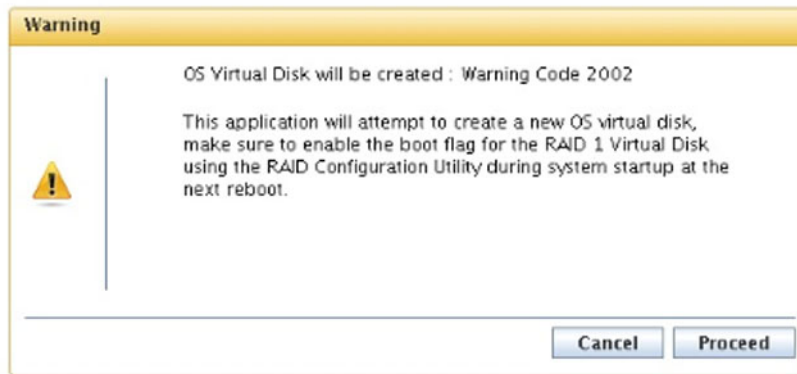 Warning
OS Virtual Disk will be created : Warning Code 2002
This application will attempt to create a new OS virtual disk,
make sure to enable the boot flag for the RAID 1 Virtual Disk
using the RAID Configuration Utility during system startup at the
next reboot.
Cancel
Proceed